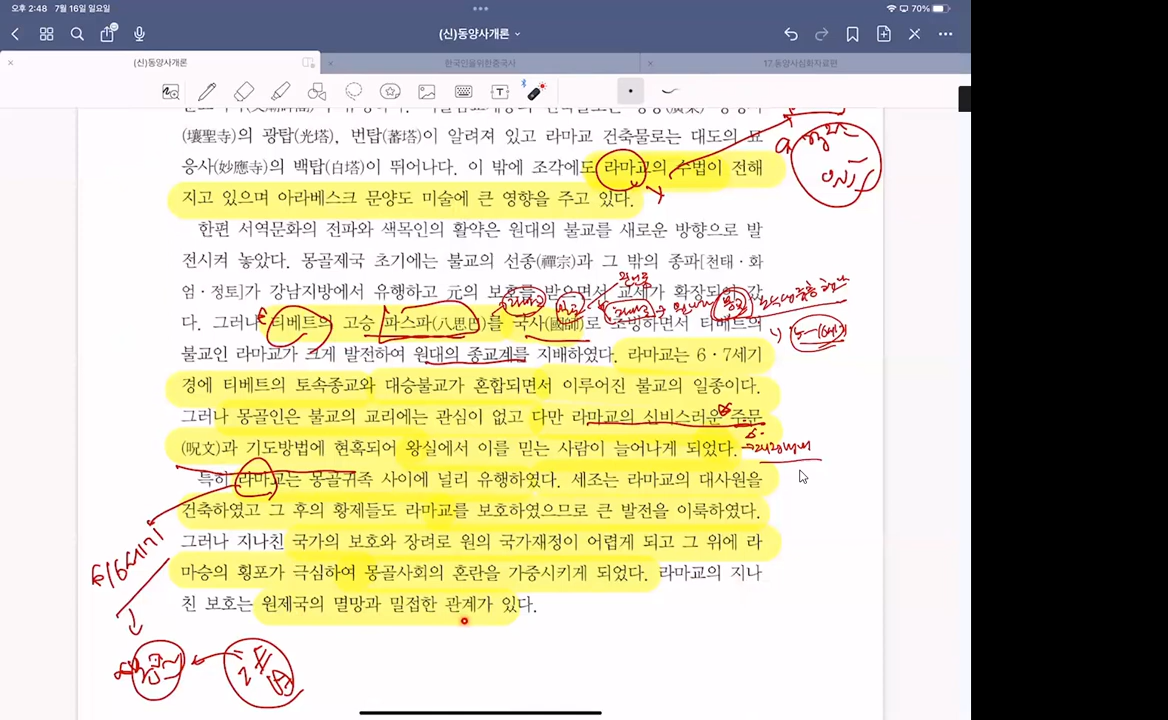 오후 2:48 7월 16일 일요일
70%
(신)동양사개론
(신)동양사개론
한국인을위한중국사
17.동양사심화자료편
(壤聖寺)의 광탑(光塔), 번탑(蕃塔)이 알려져 있고 라마교 건축물로는 대도의 묘
응사(妙應寺)의 백탑(白塔)이 뛰어나다. 이 밖에 조각에도 라마교의 수법이 전해
지고 있으며 아라베스크 문양도 미술에 큰 영향을 주고 있다.
한편 서역문화의 전파와 색목인의 활약은 원대의 불교를 새로운 방향으로 발
전시켜 놓았다. 몽골제국 초기에는 불교의 선종(禪宗)과 그 밖의 종파[천태·화
엄·정토]가 강남지방에서 유행하고 元의 보호를 받으면서 교세가 확장되어 갔
다. 그러나 티베트의 고승 파스파(八思巴)를 국사(國師)로 초빙하면서 티베트의
불교인 라마교가 크게 발전하여 원대의 종교계를 지배하였다. 라마교는 6·7세기
경에 티베트의 토속종교와 대승불교가 혼합되면서 이루어진 불교의 일종이다.
그러나 몽골인은 불교의 교리에는 관심이 없고 다만 라마교의 신비스러운 주문
(呪文)과 기도방법에 현혹되어 왕실에서 이를 믿는 사람이 늘어나게 되었다.
특히 라마교는 몽골귀족 사이에 널리 유행하였다. 세조는 라마교의 대사원을
건축하였고 그 후의 황제들도 라마교를 보호하였으므로 큰 발전을 이룩하였다.
그러나 지나친 국가의 보호와 장려로 원의 국가재정이 어렵게 되고 그 위에 라
마승의 횡포가 극심하여 몽골사회의 혼란을 가중시키게 되었다. 라마교의 지나
친 보호는 원제국의 멸망과 밀접한 관계가 있다.
16세기